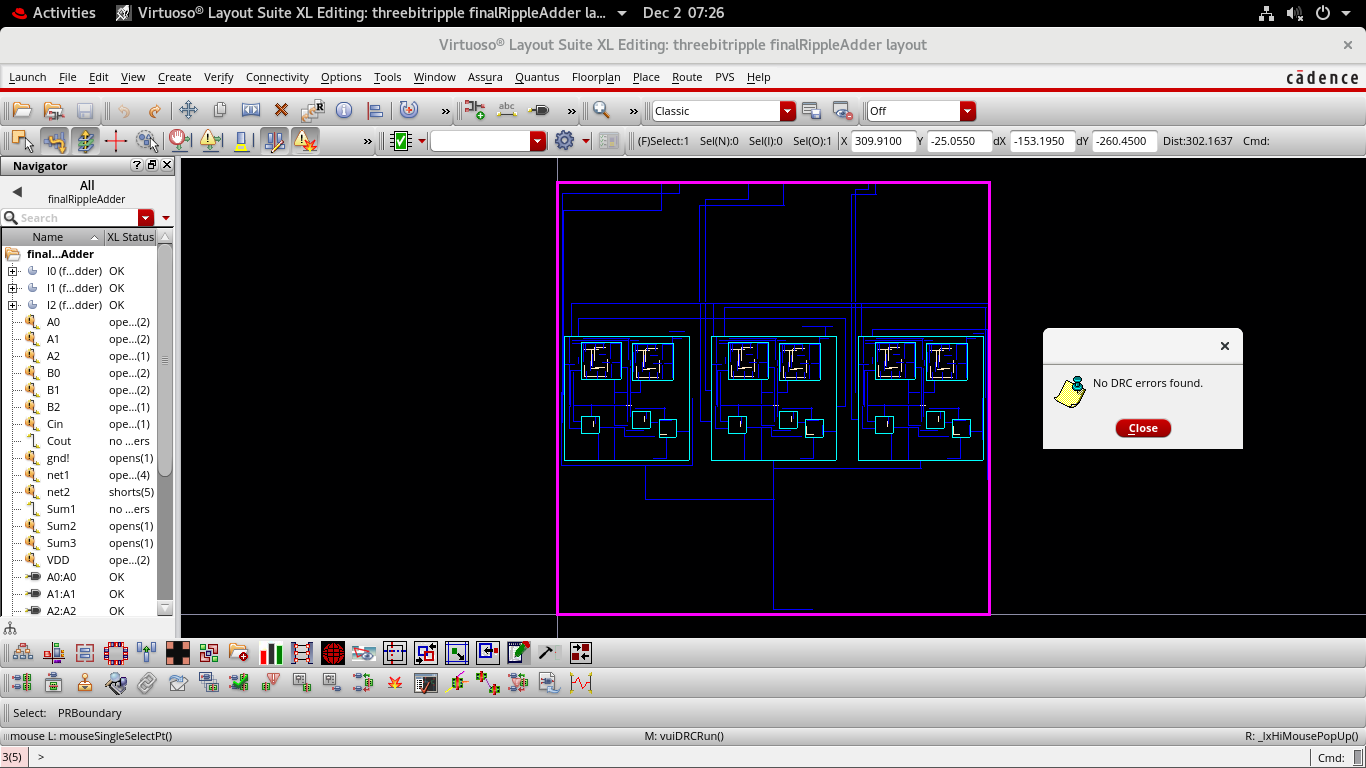 Activities
Virtuoso® Layout Suite XL Editing: threebitripple finalRippleAdder la...
Dec 2 07:26
Virtuoso® Layout Suite XL Editing: threebitripple finalRippleAdder layout
Launch File Edit View Create Verify Connectivity Options Tools Window Assura Quantus Floorplan Place Route PVS Help
cādence
abc
R
Classic
Off
(F)Select:1 Sel(N):0 Sel(I):0 Sel(O):1 X 309.9100 Y -25.0550 dX -153.1950 dY -260.4500 Dist:302.1637 Cmd:
Navigator
All
finalRippleAdder
Search
Name XL Status
final...Adder
I0 (f...dder) OK
I1 (f...dder) OK
I2 (f...dder) OK
A0 ope...(2)
A1 ope...(2)
A2 ope...(1)
B0 ope...(2)
B1 ope...(2)
B2 ope...(1)
Cin ope...(1)
Cout no ...ers
gnd! opens(1)
net1 ope...(4)
net2 shorts(5)
Sum1 no ...ers
Sum2 opens(1)
Sum3 opens(1)
VDD ope...(2)
A0:A0 OK
A1:A1 OK
A2:A2 OK
No DRC errors found.
Close
Select: PRBoundary
mouse L: mouseSingleSelectPt() M: vuiDRCRun() R: _lxHiMousePopUp()
3(5) > Cmd: